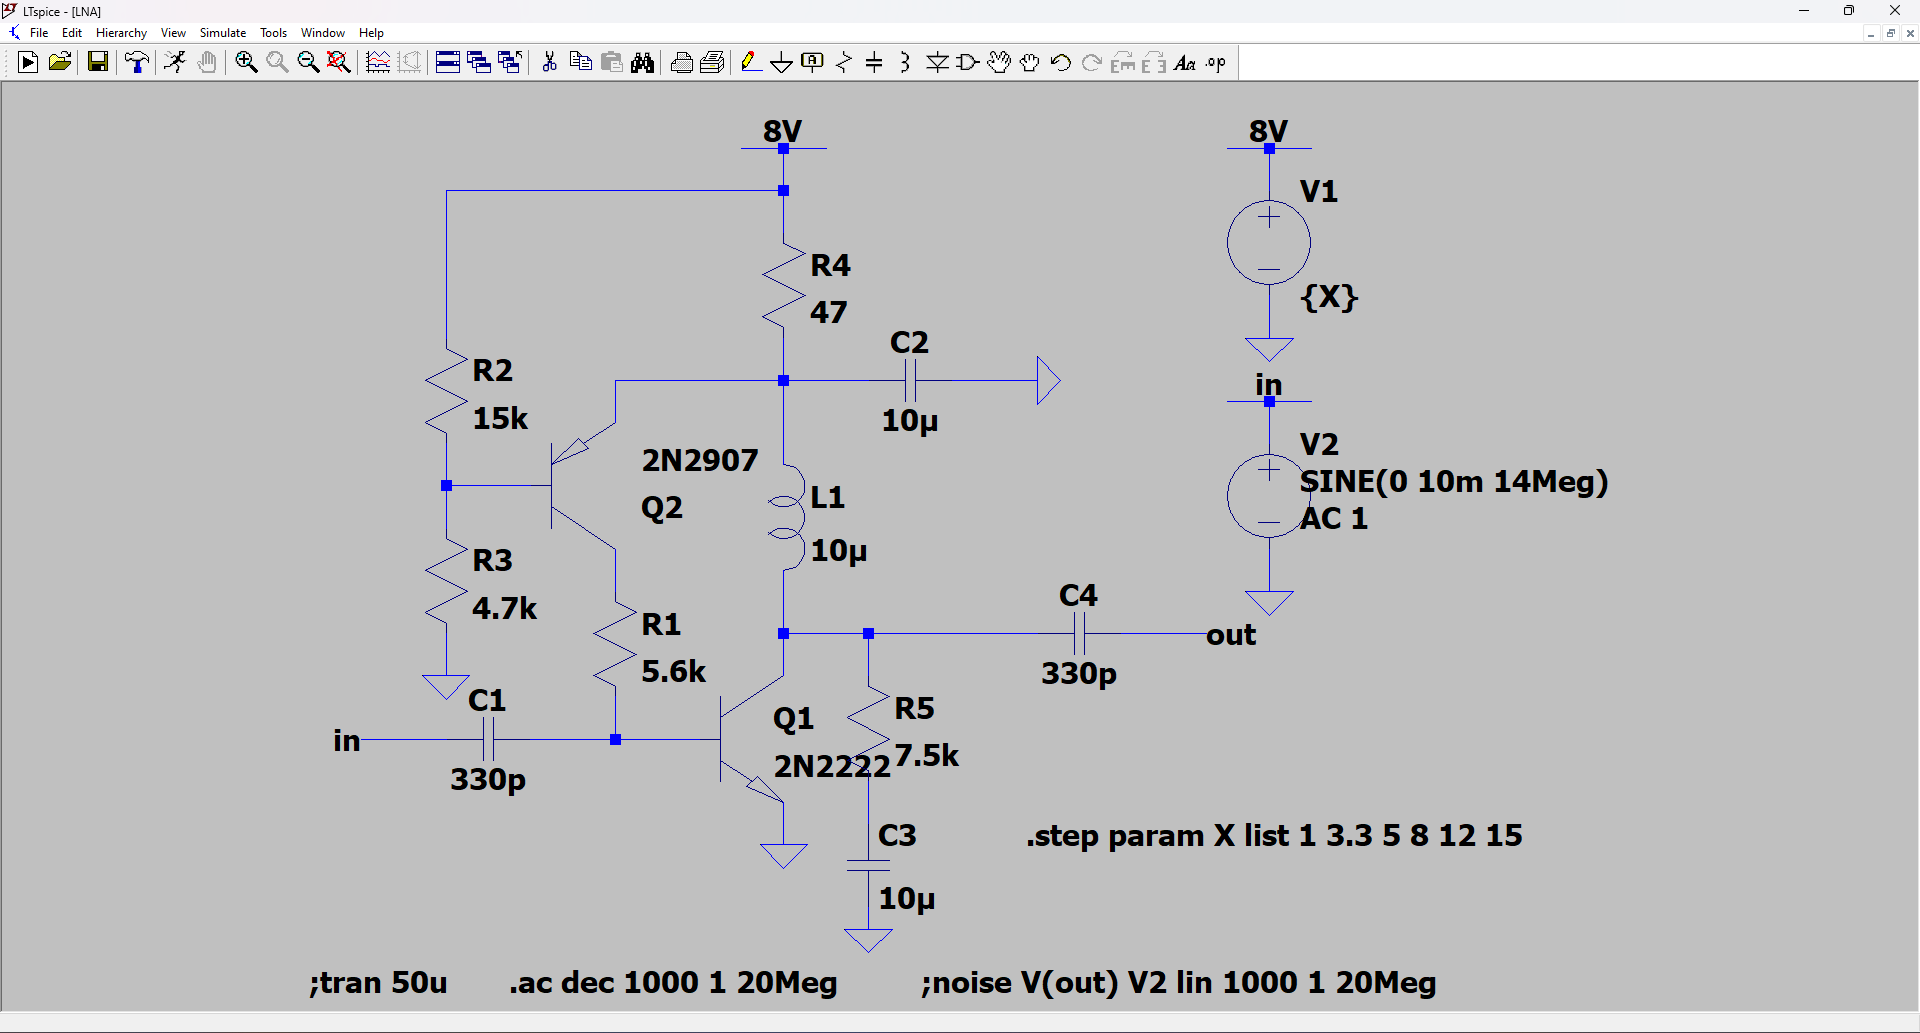 LTspice - [LNA]
File Edit Hierarchy View Simulate Tools Window Help
.op
8V
8V
V1
R4
{X}
47
C2
R2
in
15k
10μ
V2
2N2907
SINE(0 10m 14Meg)
L1
Q2
AC 1
10μ
R3
C4
4.7k
R1
out
5.6k
330p
C1
R5
Q1
in
7.5k
2N2222
330p
C3
.step param X list 1 3.3 5 8 12 15
10μ
;tran 50u
.ac dec 1000 1 20Meg
;noise V(out) V2 lin 1000 1 20Meg